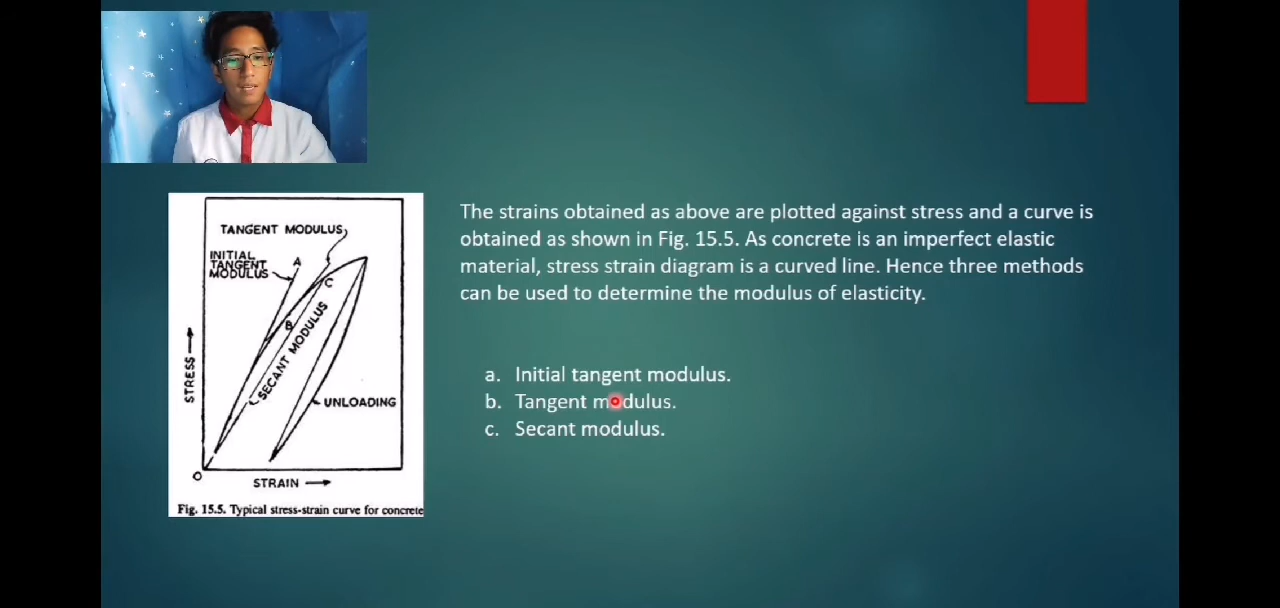 TANGENT MODULUS
INITIAL
TANGENT
MODULUS
A
C
B
SECANT MODULUS
STRESS
UNLOADING
O
STRAIN
Fig. 15.5. Typical stress-strain curve for concrete
The strains obtained as above are plotted against stress and a curve is
obtained as shown in Fig. 15.5. As concrete is an imperfect elastic
material, stress strain diagram is a curved line. Hence three methods
can be used to determine the modulus of elasticity.
a. Initial tangent modulus.
b. Tangent modulus.
c. Secant modulus.